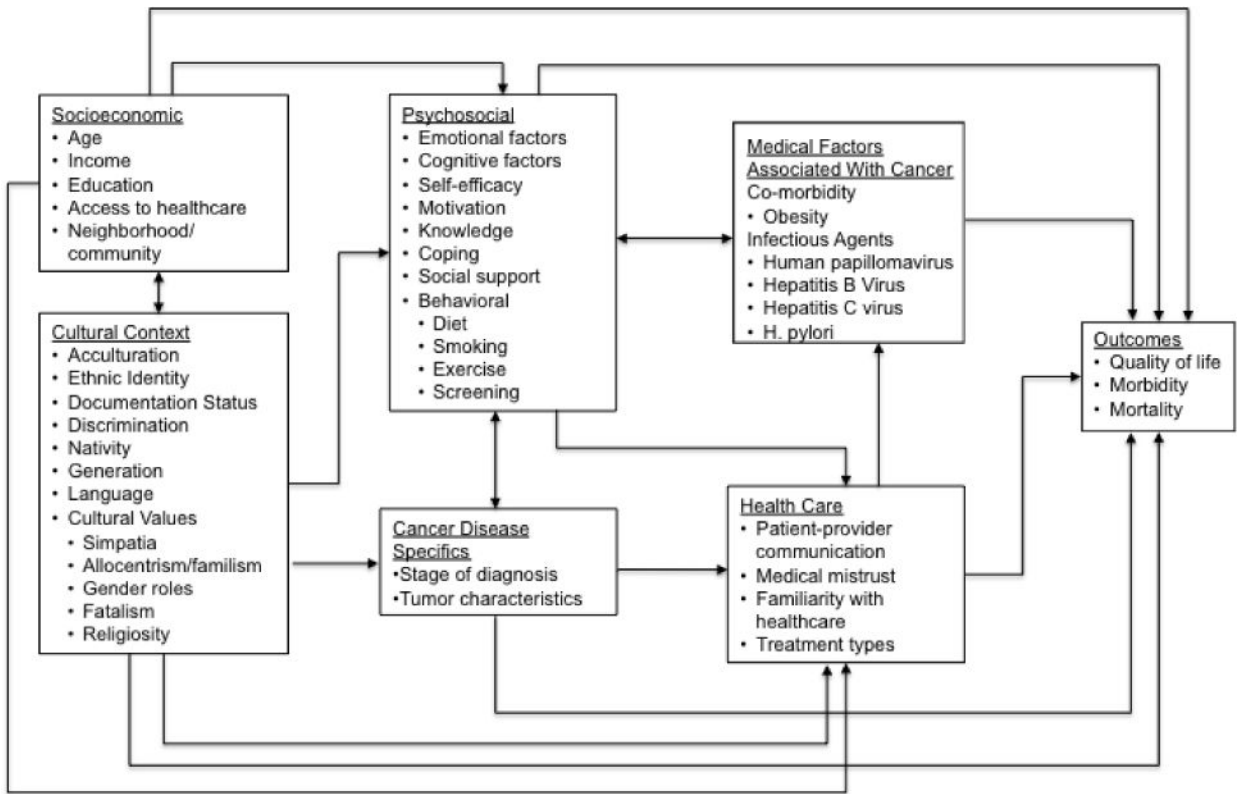 Socioeconomic
• Age
• Income
• Education
• Access to healthcare
• Neighborhood/
community
Cultural Context
• Acculturation
• Ethnic Identity
• Documentation Status
• Discrimination
• Nativity
• Generation
• Language
• Cultural Values
• Simpatia
• Allocentrism/familism
• Gender roles
• Fatalism
• Religiosity
Psychosocial
• Emotional factors
• Cognitive factors
• Self-efficacy
• Motivation
• Knowledge
• Coping
• Social support
• Behavioral
• Diet
• Smoking
• Exercise
• Screening
Cancer Disease
Specifics
•Stage of diagnosis
•Tumor characteristics
Medical Factors
Associated With Cancer
Co-morbidity
• Obesity
Infectious Agents
• Human papillomavirus
• Hepatitis B Virus
• Hepatitis C virus
• H. pylori
Health Care
• Patient-provider
communication
• Medical mistrust
• Familiarity with
healthcare
• Treatment types
Outcomes
• Quality of life
• Morbidity
• Mortality